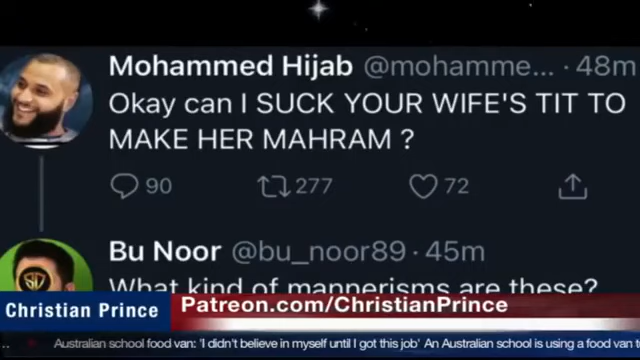 Mohammed Hijab @mohamme... · 48m
Okay can I SUCK YOUR WIFE'S TIT TO
MAKE HER MAHRAM ?
90 277 72
Bu Noor @bu_noor89 · 45m
What kind of mannerisms are these?
Christian Prince
Patreon.com/ChristianPrince
Australian school food van: 'I didn't believe in myself until I got this job' An Australian school is using a food van